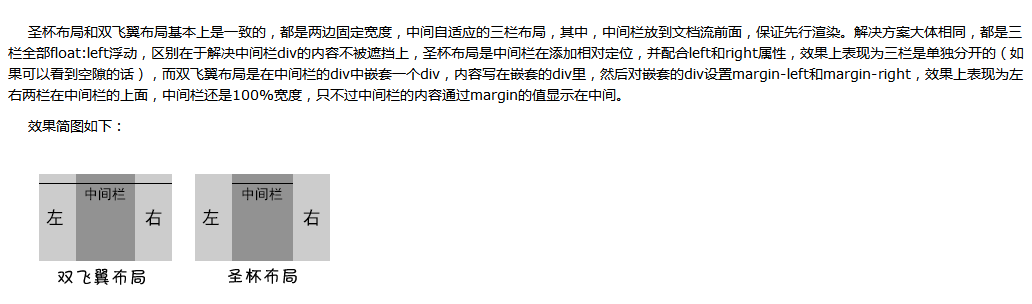 圣杯布局和双飞翼布局基本上是一致的，都是两边固定宽度，中间自适应的三栏布局，其中，中间栏放到文档流前面，保证先行渲染。解决方案大体相同，都是三
栏全部float:left浮动，区别在于解决中间栏div的内容不被遮挡上，圣杯布局是中间栏在添加相对定位，并配合left和right属性，效果上表现为三栏是单独分开的（如
果可以看到空隙的话），而双飞翼布局是在中间栏的div中嵌套一个div，内容写在嵌套的div里，然后对嵌套的div设置margin-left和margin-right，效果上表现为左
右两栏在中间栏的上面，中间栏还是100%宽度，只不过中间栏的内容通过margin的值显示在中间。
效果简图如下：
左 中间栏 右
双飞翼布局
左 中间栏 右
圣杯布局